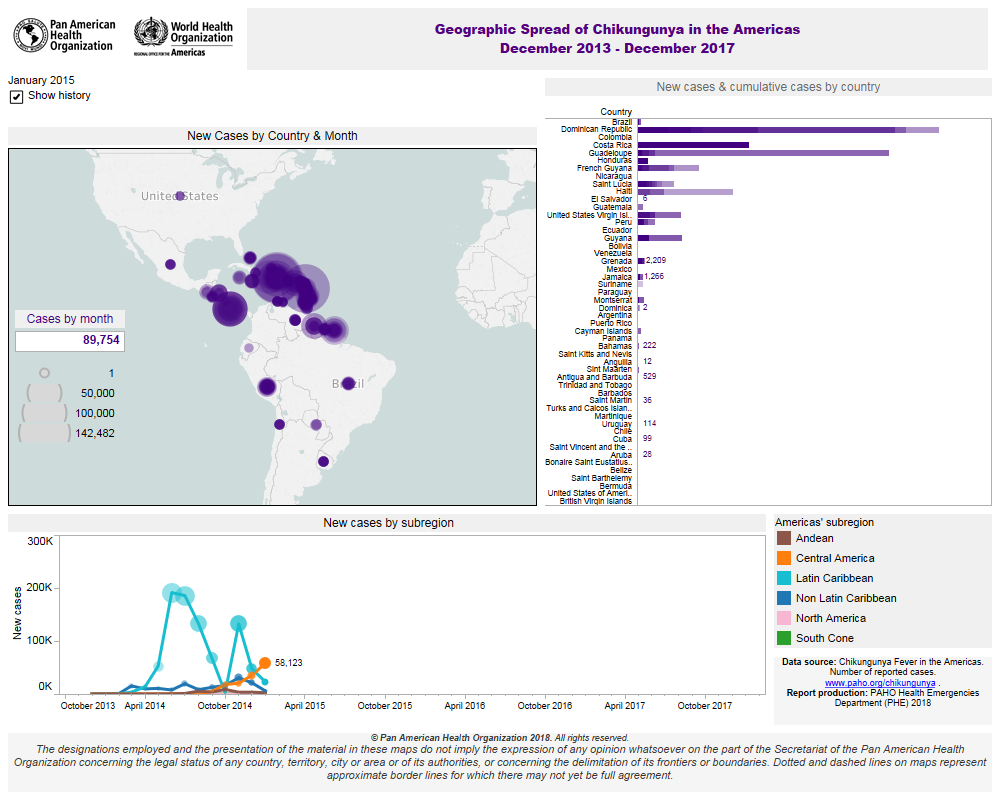 Pan American
Health
Organization
World Health
Organization
REGIONAL OFFICE FOR THE Americas
Geographic Spread of Chikungunya in the Americas
December 2013 - December 2017
January 2015
Show history
New Cases by Country & Month
United States
Brazil
Cases by month
89,754
1
50,000
100,000
142,482
New cases & cumulative cases by country
Country
Brazil
Dominican Republic
Colombia
Costa Rica
Guadeloupe
Honduras
French Guyana
Nicaragua
Saint Lucia
Haiti
El Salvador 6
Guatemala
United States Virgin Isl..
Peru
Ecuador
Guyana
Bolivia
Venezuela
Grenada 2,209
Mexico
Jamaica 1,266
Suriname
Paraguay
Montserrat
Dominica 2
Argentina
Puerto Rico
Cayman Islands
Panama
Bahamas 222
Saint Kitts and Nevis
Anguilla 12
Sint Maarten
Antigua and Barbuda 529
Trinidad and Tobago
Barbados
Saint Martin 36
Turks and Caicos Islan..
Martinique
Uruguay 114
Chile
Cuba 99
Saint Vincent and the ..
Aruba 28
Bonaire Saint Eustatius..
Belize
Saint Barthelemy
Bermuda
United States of Ameri..
British Virgin Islands
New cases by subregion
New cases
300K
200K
100K
0K
58,123
October 2013 April 2014 October 2014 April 2015 October 2015 April 2016 October 2016 April 2017 October 2017
Americas' subregion
Andean
Central America
Latin Caribbean
Non Latin Caribbean
North America
South Cone
Data source: Chikungunya Fever in the Americas.
Number of reported cases.
www.paho.org/chikungunya .
Report production: PAHO Health Emergencies
Department (PHE) 2018
© Pan American Health Organization 2018. All rights reserved.
The designations employed and the presentation of the material in these maps do not imply the expression of any opinion whatsoever on the part of the Secretariat of the Pan American Health
Organization concerning the legal status of any country, territory, city or area or of its authorities, or concerning the delimitation of its frontiers or boundaries. Dotted and dashed lines on maps represent
approximate border lines for which there may not yet be full agreement.